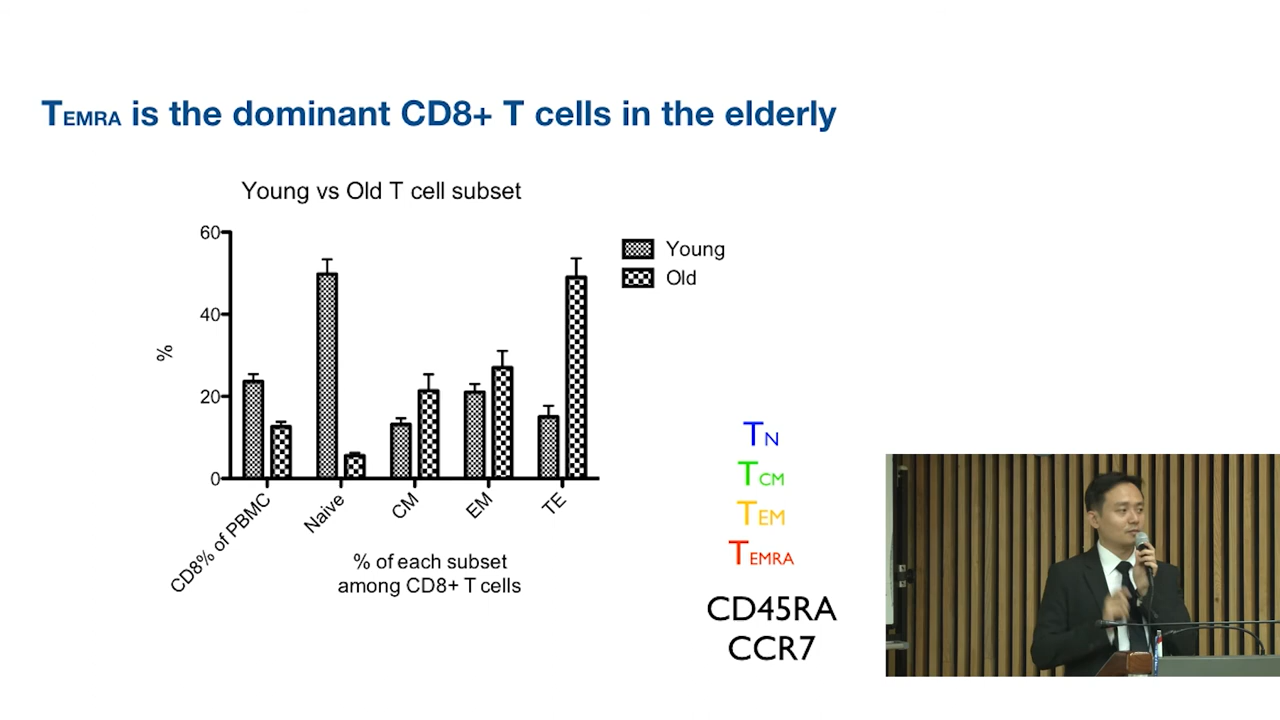 TEMRA is the dominant CD8+ T cells in the elderly
Young vs Old T cell subset
60
40
20
0
%
Young
Old
CD8% of PBMC
Naive
CM
EM
TE
% of each subset
among CD8+ T cells
TN
TCM
TEM
TEMRA
CD45RA
CCR7